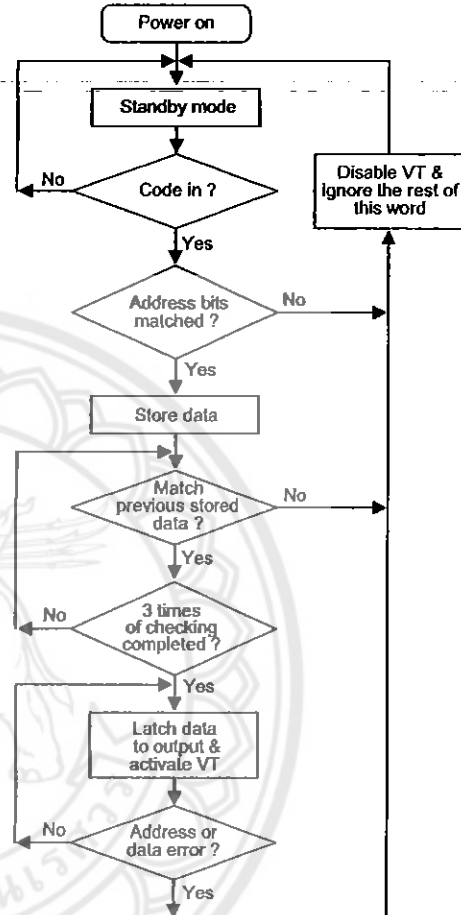 Power on
Standby mode
No
Code in ?
Disable VT &
Ignore the rest of
this word
Yes
Address bits
matched ?
No
Yes
Store data
Match
previous stored
data ?
No
Yes
3 times
of checking
completed ?
No
Yes
Latch data
to output &
activate VT
No
Address or
data error ?
Yes